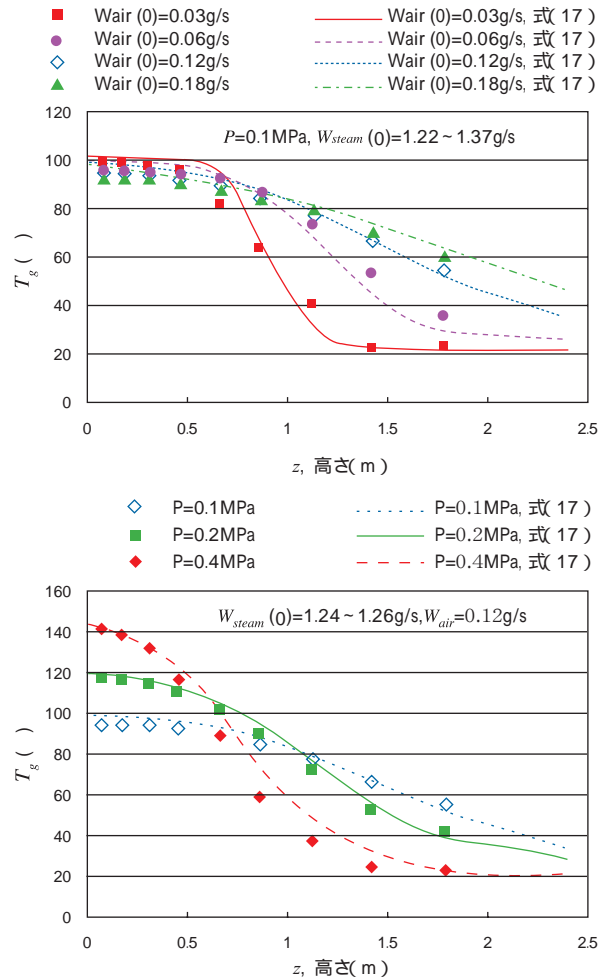 Wair (0)=0.03g/s Wair (0)=0.03g/s, 式(17)
Wair (0)=0.06g/s Wair (0)=0.06g/s, 式(17)
Wair (0)=0.12g/s Wair (0)=0.12g/s, 式(17)
Wair (0)=0.18g/s Wair (0)=0.18g/s, 式(17)
P=0.1MPa, Wsteam (0)=1.22~1.37g/s
120
100
80
60
40
20
0
Tg ( )
0 0.5 1 1.5 2 2.5
z, 高さ(m)
P=0.1MPa P=0.1MPa, 式(17)
P=0.2MPa P=0.2MPa, 式(17)
P=0.4MPa P=0.4MPa, 式(17)
Wsteam (0)=1.24~1.26g/s,Wair=0.12g/s
160
140
120
100
80
60
40
20
0
Tg ( )
0 0.5 1 1.5 2 2.5
z, 高さ(m)